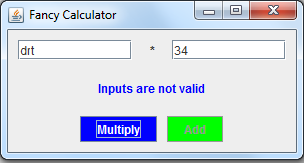 Fancy Calculator
drt * 34
Inputs are not valid
Multiply Add